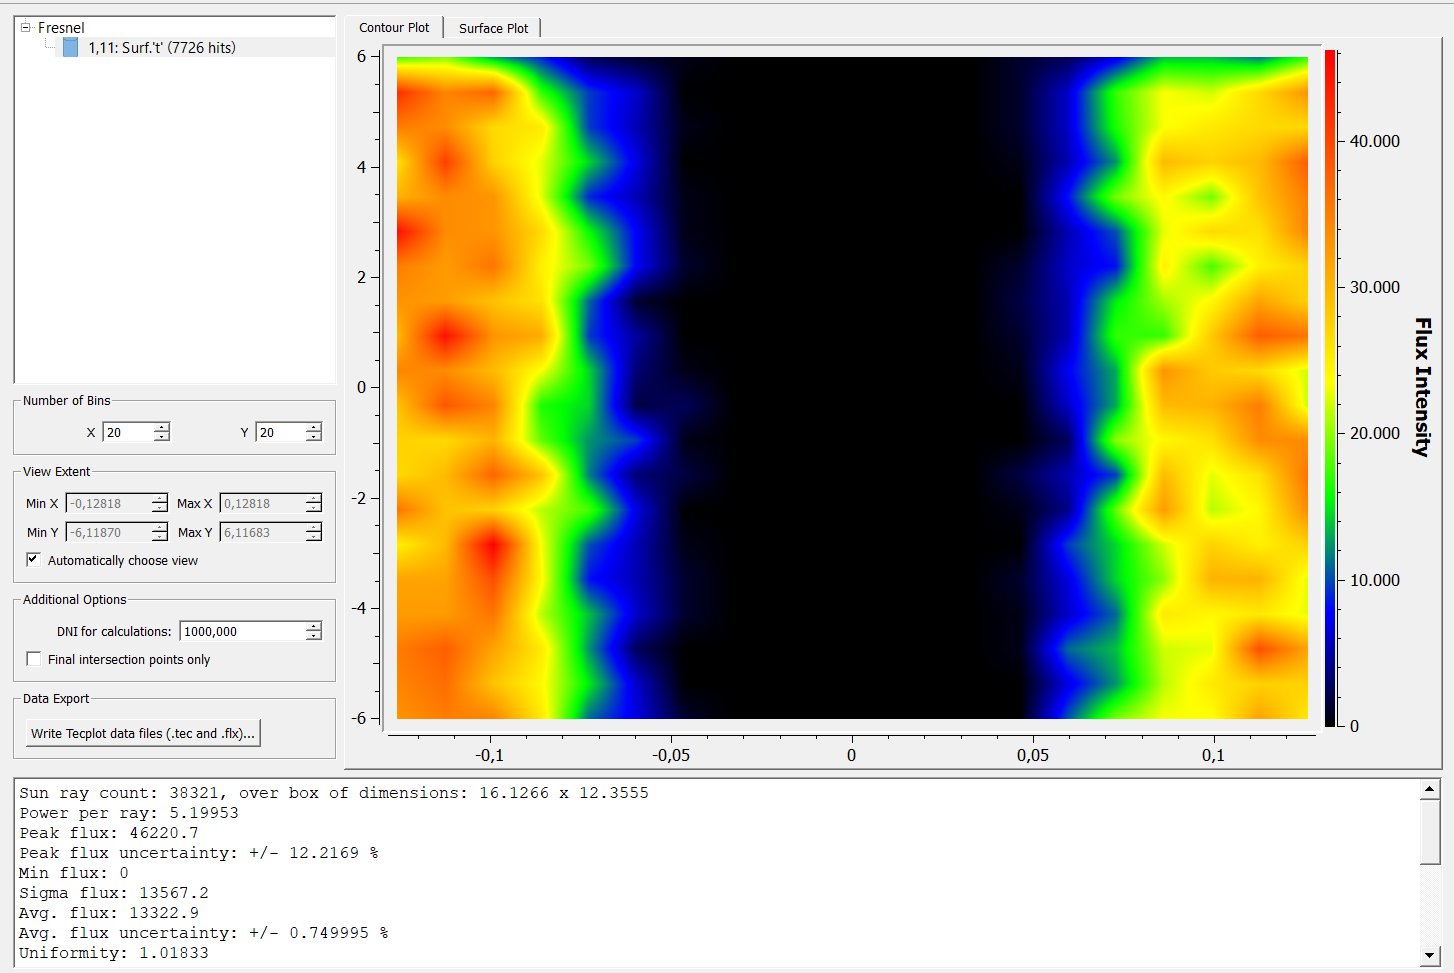 Fresnel
1,11: Surf.'t' (7726 hits)
Number of Bins
X 20 Y 20
View Extent
Min X -0,12818 Max X 0,12818
Min Y -6,11870 Max Y 6,11683
Automatically choose view
Additional Options
DNI for calculations: 1000,000
Final intersection points only
Data Export
Write Tecplot data files (.tec and .flx)...
Contour Plot Surface Plot
6
4
2
0
-2
-4
-6
-0,1 -0,05 0 0,05 0,1
40.000
30.000
20.000
10.000
0
Flux Intensity
Sun ray count: 38321, over box of dimensions: 16.1266 x 12.3555
Power per ray: 5.19953
Peak flux: 46220.7
Peak flux uncertainty: +/- 12.2169 %
Min flux: 0
Sigma flux: 13567.2
Avg. flux: 13322.9
Avg. flux uncertainty: +/- 0.749995 %
Uniformity: 1.01833